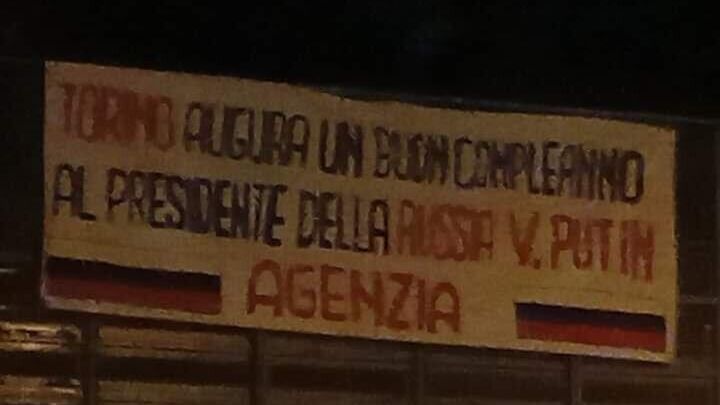 TORINO AUGURA UN BUON COMPLEANNO
AL PRESIDENTE DELLA RUSSIA V. PUTIN
AGENZIA